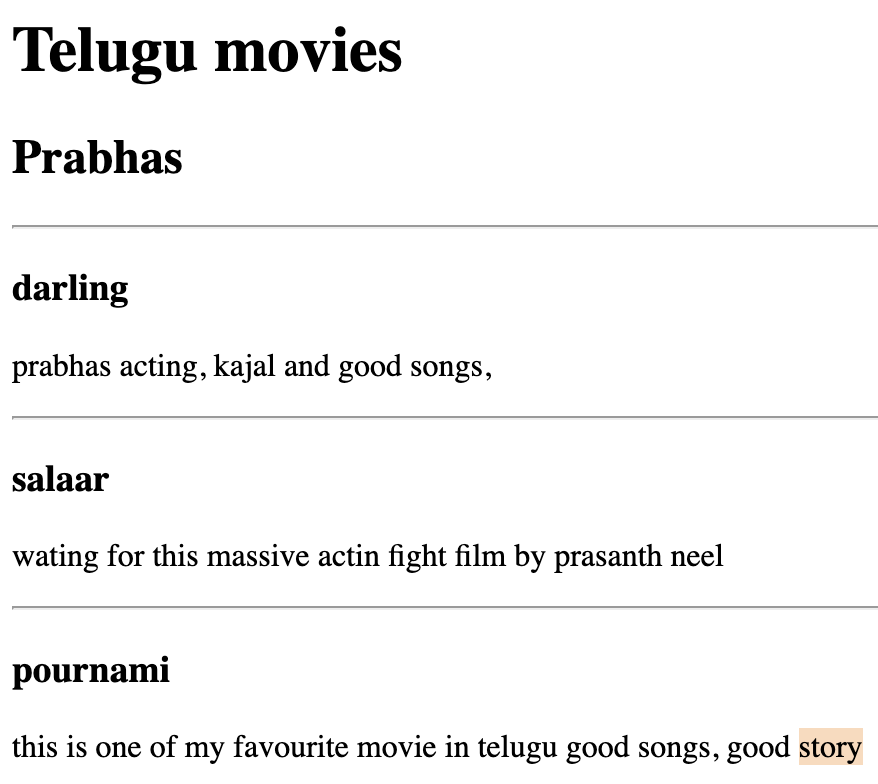 Telugu movies
Prabhas
darling
prabhas acting, kajal and good songs,
salaar
wating for this massive actin fight film by prasanth neel
pournami
this is one of my favourite movie in telugu good songs, good story